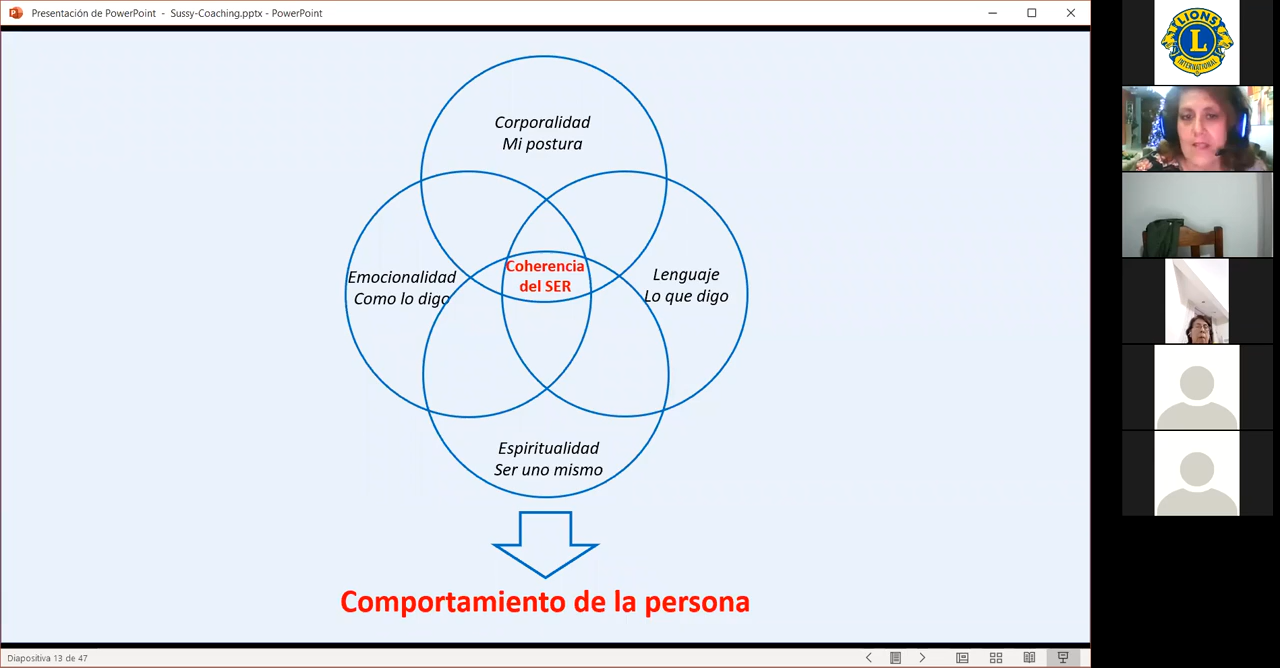 Presentación de PowerPoint - Sussy-Coaching.pptx - PowerPoint
Corporalidad
Mi postura
Emocionalidad
Como lo digo
Coherencia
del SER
Lenguaje
Lo que digo
Espiritualidad
Ser uno mismo
Comportamiento de la persona
Diapositiva 13 de 47
LIONS
L
INTERNATIONAL